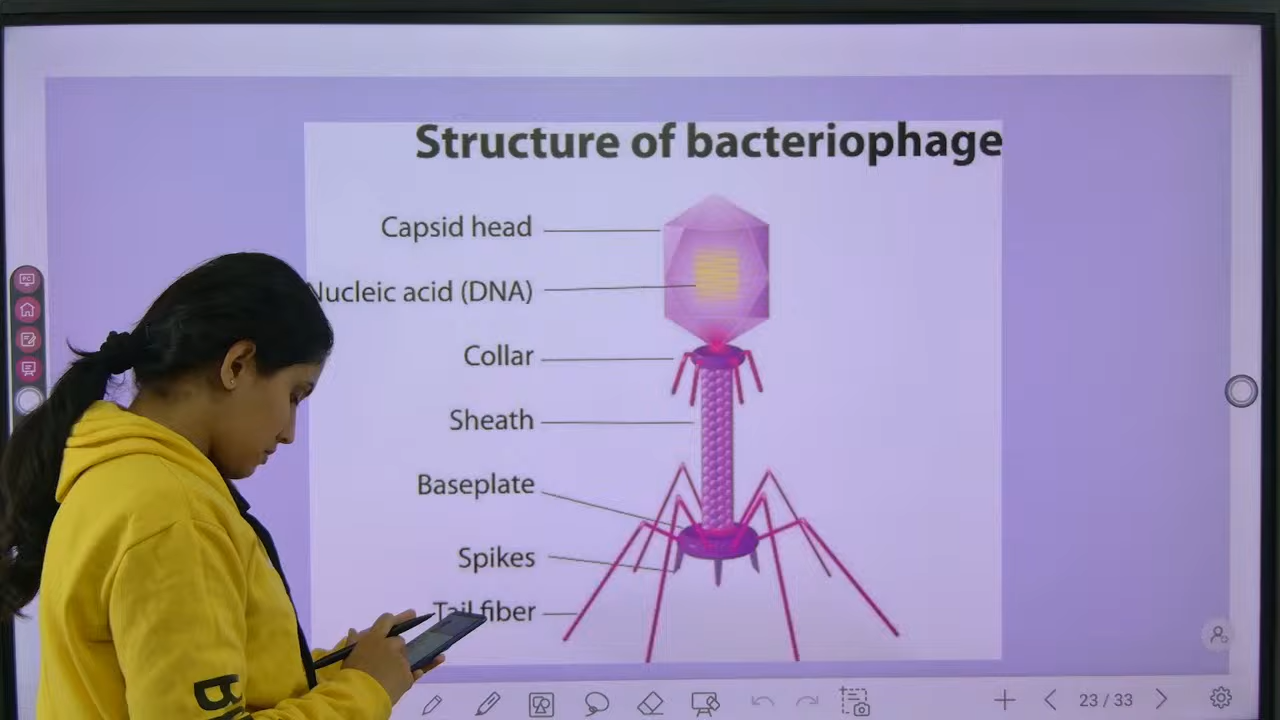 Structure of bacteriophage
Capsid head
Nucleic acid (DNA)
Collar
Sheath
Baseplate
Spikes
Tail fiber
23 / 33